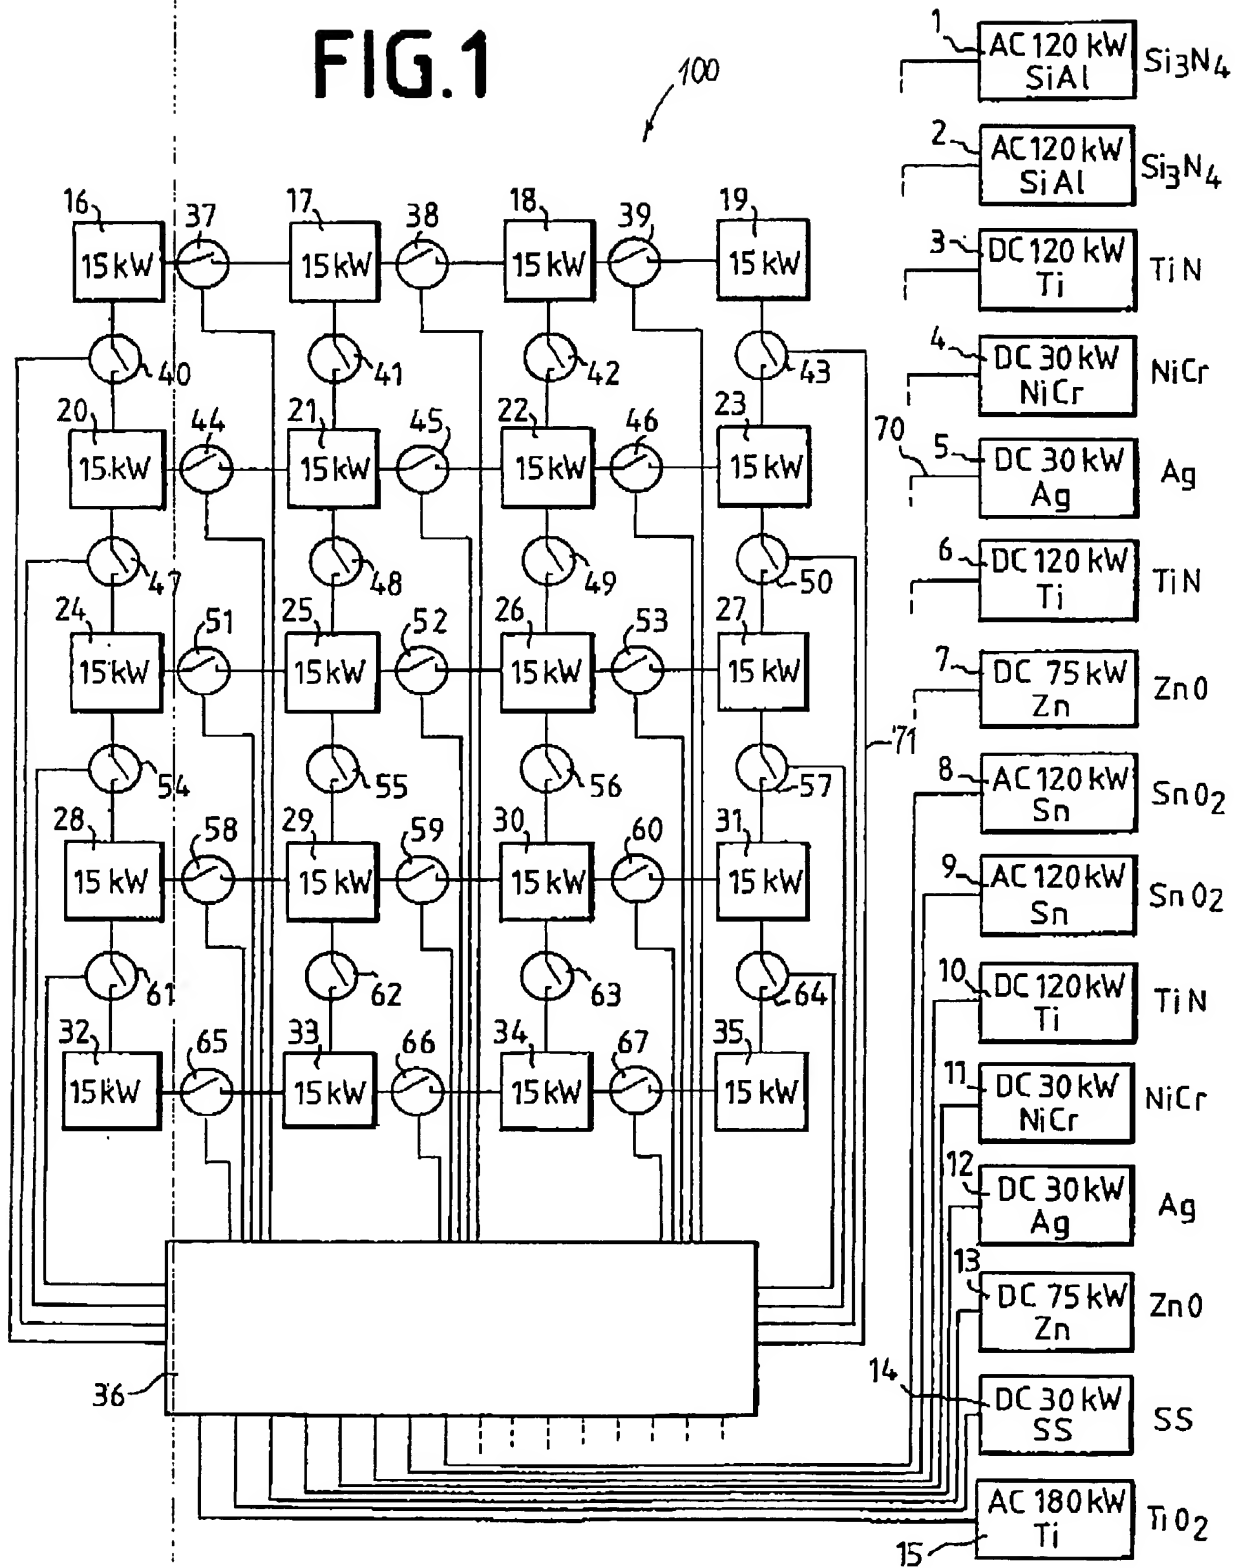 FIG.1
100
1
AC 120 kW
SiAl
Si3N4
2
AC 120 kW
SiAl
Si3N4
3
DC 120 kW
Ti
TiN
4
DC 30 kW
NiCr
NiCr
70
5
DC 30 kW
Ag
Ag
6
DC 120 kW
Ti
TiN
7
DC 75 kW
Zn
ZnO
8
AC 120 kW
Sn
SnO2
9
AC 120 kW
Sn
SnO2
10
DC 120 kW
Ti
TiN
11
DC 30 kW
NiCr
NiCr
12
DC 30 kW
Ag
Ag
13
DC 75 kW
Zn
ZnO
14
DC 30 kW
SS
SS
AC 180 kW
Ti
15
TiO2
16 37 17 38 18 39 19
15 kW 15 kW 15 kW 15 kW
40 41 42 43
20 44 21 45 22 46 23
15 kW 15 kW 15 kW 15 kW
47 48 49 50
24 51 25 52 26 53 27
15 kW 15 kW 15 kW 15 kW
71
54 55 56 57
28 58 29 59 30 60 31
15 kW 15 kW 15 kW 15 kW
61 62 63 64
32 65 33 66 34 67 35
15 kW 15 kW 15 kW 15 kW
36